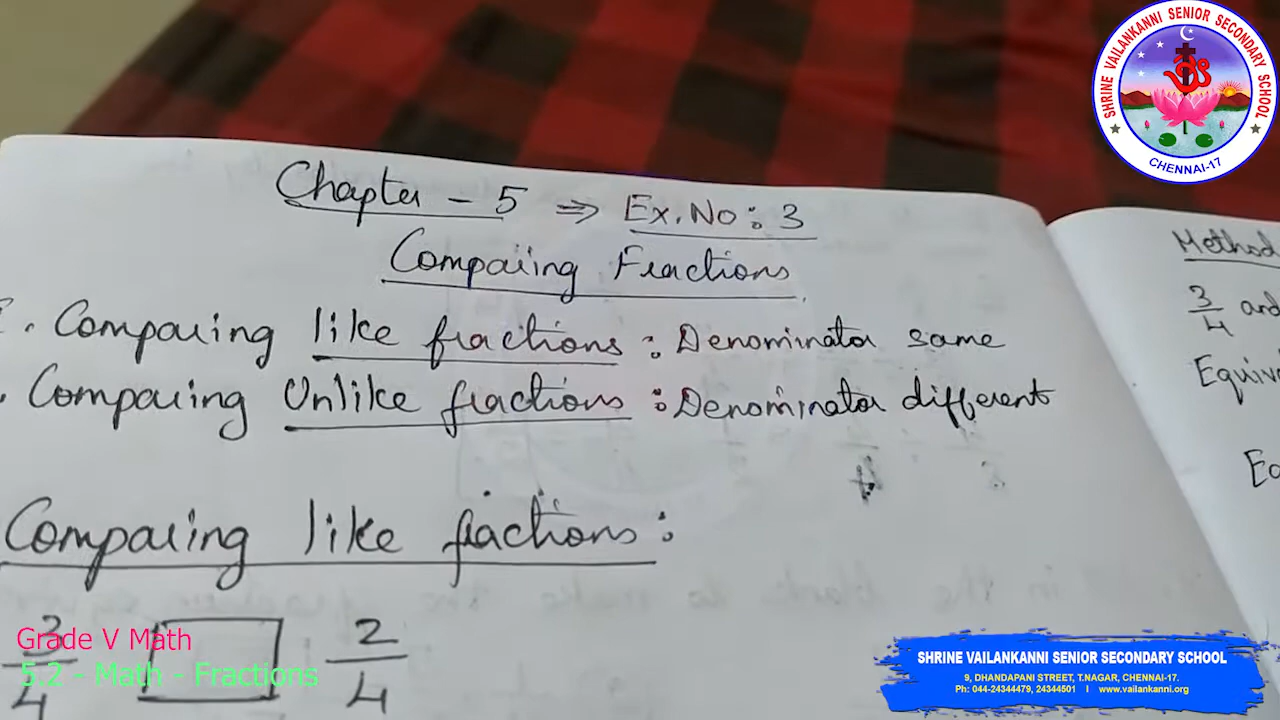 SHRINE VAILANKANNI SENIOR SECONDARY SCHOOL
CHENNAI-17
Chapter - 5 ⇒ Ex. No: 3
Comparing Fractions
Comparing like fractions : Denominator same
Comparing Unlike fractions : Denominator different
Comparing like fractions :
3/4 □ 2/4
Method
3/4 and
Grade V Math
5.2 - Math - Fractions
SHRINE VAILANKANNI SENIOR SECONDARY SCHOOL
9, DHANDAPANI STREET, T.NAGAR, CHENNAI-17.
Ph: 044-24344479, 24344501 | www.vailankanni.org